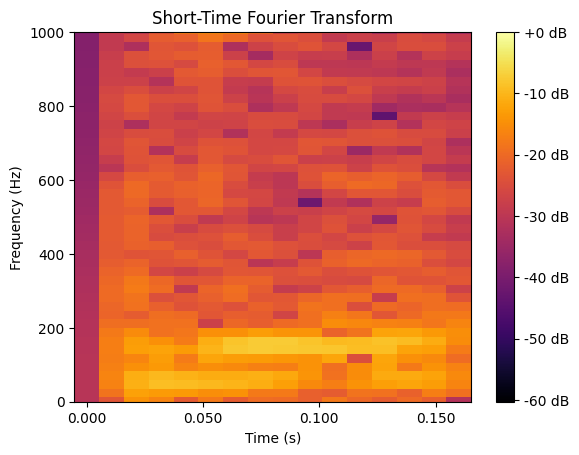 Short-Time Fourier Transform
1000
800
600
400
200
0
Frequency (Hz)
0.000
0.050
0.100
0.150
Time (s)
+0 dB
-10 dB
-20 dB
-30 dB
-40 dB
-50 dB
-60 dB